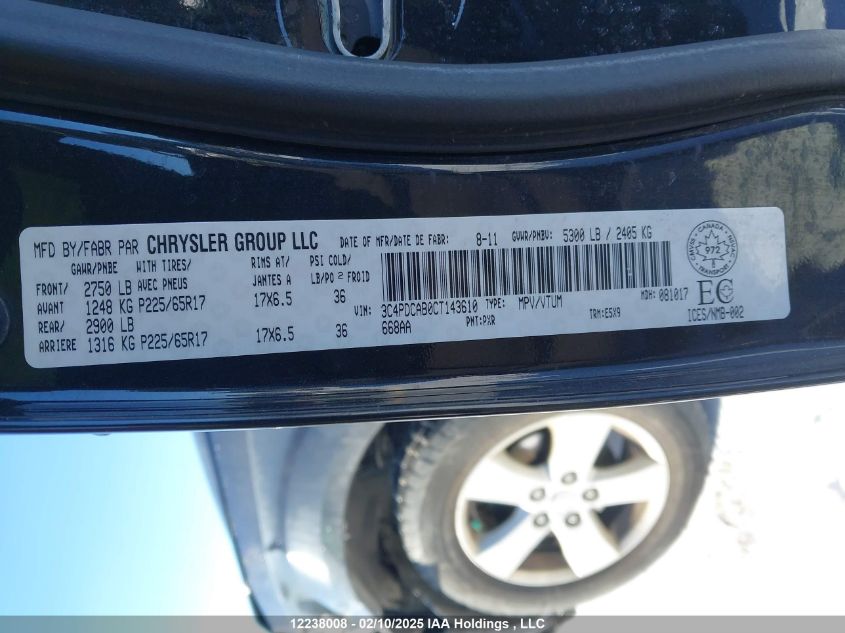 MFD BY/FABR PAR CHRYSLER GROUP LLC DATE OF MFR/DATE DE FABR: 8-11 GVWR/PNBV: 5300 LB / 2405 KG
GAWR/PNBE WITH TIRES/ RIMS AT/ PSI COLD/
FRONT/ 2750 LB AVEC PNEUS JANTES A LB/PO 2 FROID
AVANT 1248 KG P225/65R17 17X6.5 36
REAR/ 2900 LB
ARRIERE 1316 KG P225/65R17 17X6.5 36
VIN: 3C4PDCAB0CT143610 TYPE: MPV/VTUM MDH: 081017
668AA PNT: PXR TRM: E5X9
CANADA
972
TRANSPORTS
EC
ICES/NMB-002
12238008 - 02/10/2025 IAA Holdings , LLC